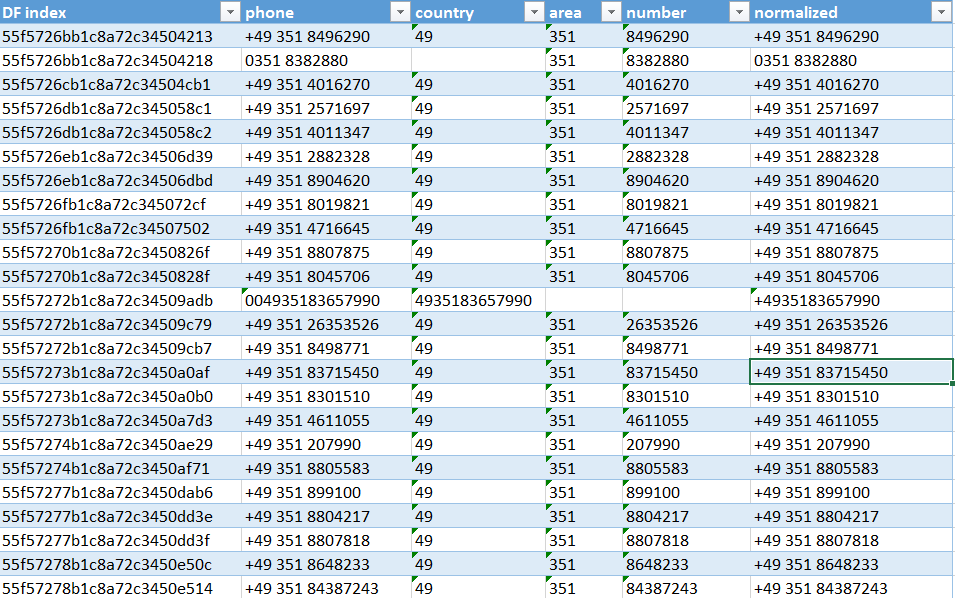 DF index phone country area number normalized
55f5726bb1c8a72c34504213 +49 351 8496290 49 351 8496290 +49 351 8496290
55f5726bb1c8a72c34504218 0351 8382880 351 8382880 0351 8382880
55f5726cb1c8a72c34504cb1 +49 351 4016270 49 351 4016270 +49 351 4016270
55f5726db1c8a72c345058c1 +49 351 2571697 49 351 2571697 +49 351 2571697
55f5726db1c8a72c345058c2 +49 351 4011347 49 351 4011347 +49 351 4011347
55f5726eb1c8a72c34506d39 +49 351 2882328 49 351 2882328 +49 351 2882328
55f5726eb1c8a72c34506dbd +49 351 8904620 49 351 8904620 +49 351 8904620
55f5726fb1c8a72c345072cf +49 351 8019821 49 351 8019821 +49 351 8019821
55f5726fb1c8a72c34507502 +49 351 4716645 49 351 4716645 +49 351 4716645
55f57270b1c8a72c3450826f +49 351 8807875 49 351 8807875 +49 351 8807875
55f57270b1c8a72c3450828f +49 351 8045706 49 351 8045706 +49 351 8045706
55f57272b1c8a72c34509adb 004935183657990 4935183657990 +4935183657990
55f57272b1c8a72c34509c79 +49 351 26353526 49 351 26353526 +49 351 26353526
55f57272b1c8a72c34509cb7 +49 351 8498771 49 351 8498771 +49 351 8498771
55f57273b1c8a72c3450a0af +49 351 83715450 49 351 83715450 +49 351 83715450
55f57273b1c8a72c3450a0b0 +49 351 8301510 49 351 8301510 +49 351 8301510
55f57273b1c8a72c3450a7d3 +49 351 4611055 49 351 4611055 +49 351 4611055
55f57274b1c8a72c3450ae29 +49 351 207990 49 351 207990 +49 351 207990
55f57274b1c8a72c3450af71 +49 351 8805583 49 351 8805583 +49 351 8805583
55f57277b1c8a72c3450dab6 +49 351 899100 49 351 899100 +49 351 899100
55f57277b1c8a72c3450dd3e +49 351 8804217 49 351 8804217 +49 351 8804217
55f57277b1c8a72c3450dd3f +49 351 8807818 49 351 8807818 +49 351 8807818
55f57278b1c8a72c3450e50c +49 351 8648233 49 351 8648233 +49 351 8648233
55f57278b1c8a72c3450e514 +49 351 84387243 49 351 84387243 +49 351 84387243